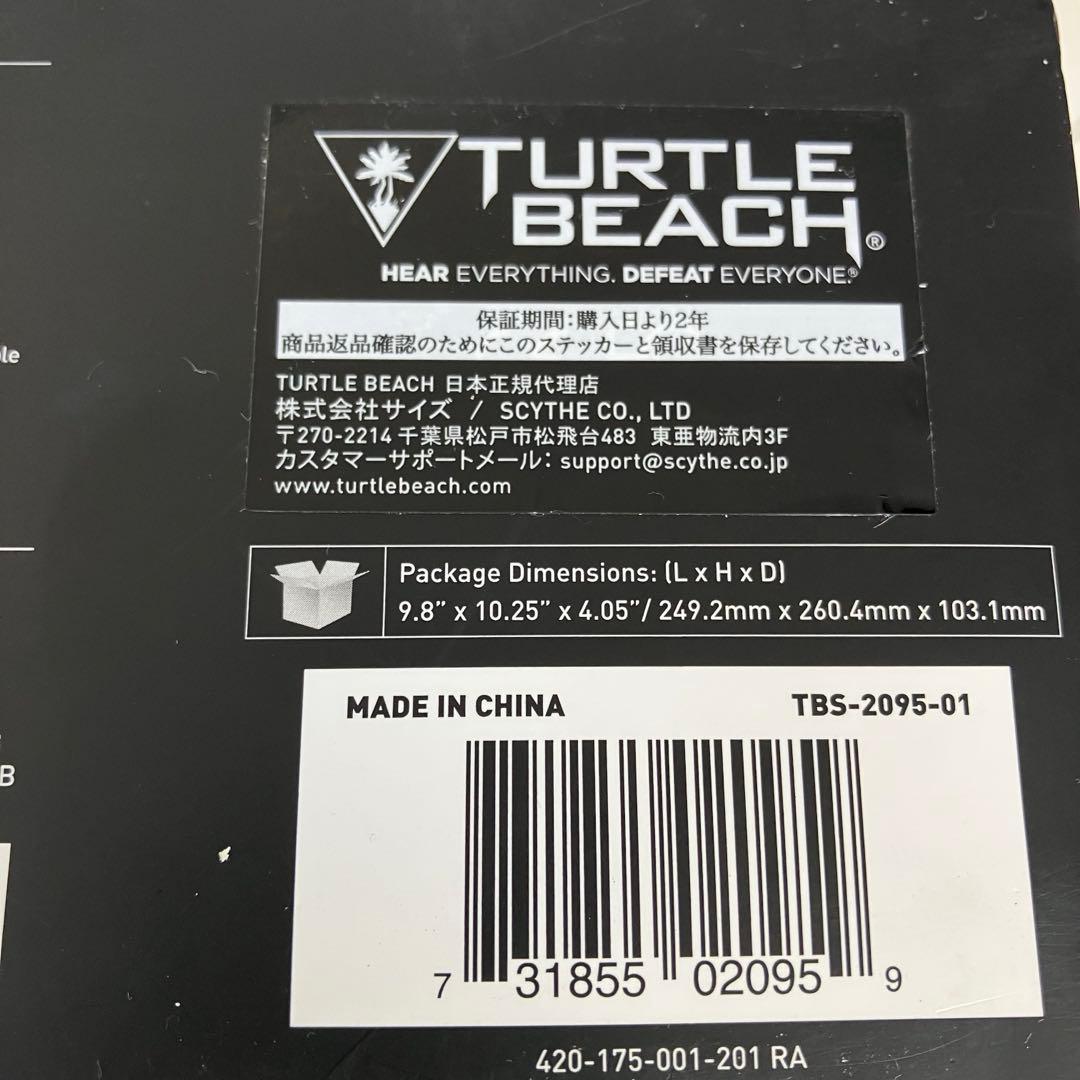 TURTLE
BEACH®
HEAR EVERYTHING. DEFEAT EVERYONE.®
保証期間:購入日より2年
商品返品確認のためにこのステッカーと領収書を保存してください。
TURTLE BEACH 日本正規代理店
株式会社サイズ / SCYTHE CO., LTD
〒270-2214 千葉県松戸市松飛台483 東亜物流内3F
カスタマーサポートメール: support@scythe.co.jp
www.turtlebeach.com
Package Dimensions: (L x H x D)
9.8” x 10.25” x 4.05”/ 249.2mm x 260.4mm x 103.1mm
MADE IN CHINA TBS-2095-01
7 31855 02095 9
420-175-001-201 RA